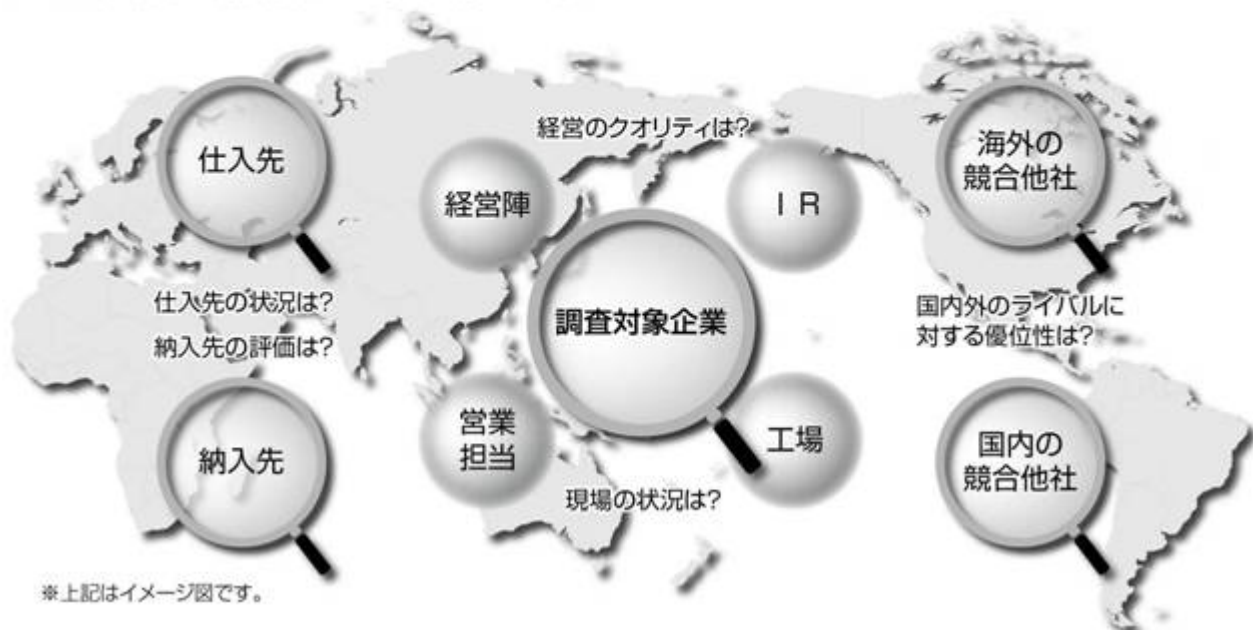 仕入先
経営のクオリティは?
経営陣
IR
海外の
競合他社
仕入先の状況は?
納入先の評価は?
調査対象企業
国内外のライバルに
対する優位性は?
納入先
営業
担当
現場の状況は?
工場
国内の
競合他社
※上記はイメージ図です。